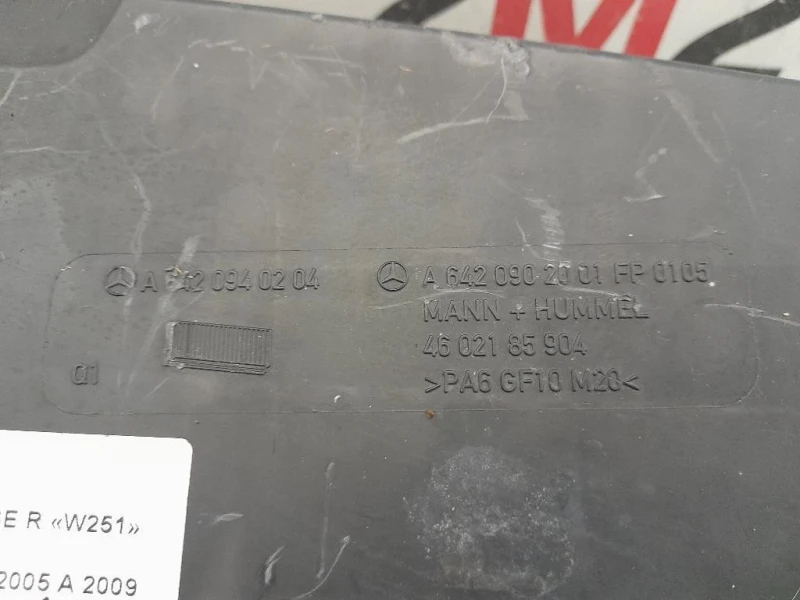 M
A 642 094 02 04
A 642 090 20 01 FP 0105
MANN + HUMMEL
46 021 85 904
>PA6 GF10 M20<
01
R «W251»
2005 A 2009